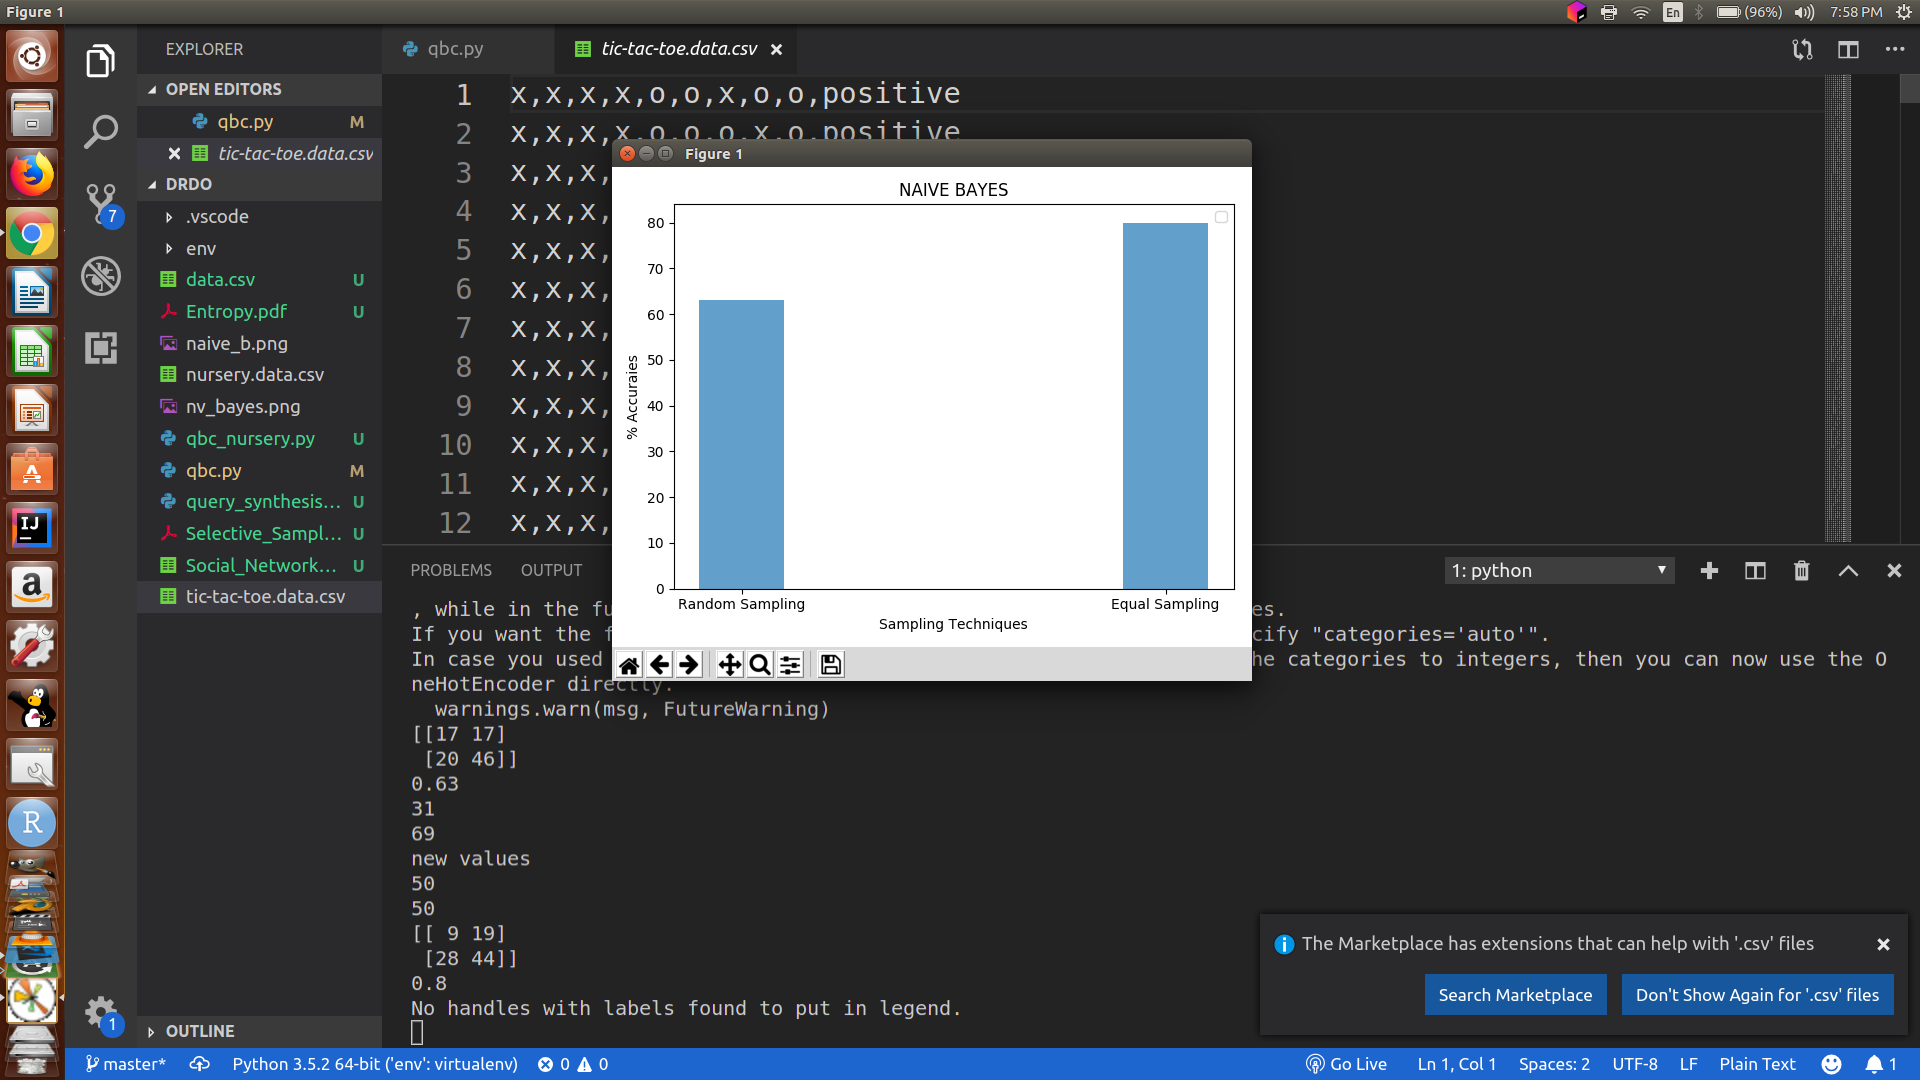 Figure 1
En
(96%)
7:58 PM
EXPLORER
OPEN EDITORS
qbc.py M
tic-tac-toe.data.csv
DRDO
.vscode
env
data.csv U
Entropy.pdf U
naive_b.png
nursery.data.csv
nv_bayes.png
qbc_nursery.py U
qbc.py M
query_synthesis... U
Selective_Sampl... U
Social_Network... U
tic-tac-toe.data.csv
OUTLINE
7
1
IJ
a
R
qbc.py
tic-tac-toe.data.csv
1 x,x,x,x,o,o,x,o,o,positive
2 x,x,x,x,o,o,o,x,o,positive
3 x,x,x,
4 x,x,x,
5 x,x,x,
6 x,x,x,
7 x,x,x,
8 x,x,x,
9 x,x,x,
10 x,x,x,
11 x,x,x,
12 x,x,x,
Figure 1
NAIVE BAYES
% Accuraies
80
70
60
50
40
30
20
10
0
Random Sampling
Equal Sampling
Sampling Techniques
PROBLEMS
OUTPUT
1: python
, while in the fu es.
If you want the f cify "categories='auto'".
In case you used he categories to integers, then you can now use the O
neHotEncoder directly.
warnings.warn(msg, FutureWarning)
[[17 17]
[20 46]]
0.63
31
69
new values
50
50
[[ 9 19]
[28 44]]
0.8
No handles with labels found to put in legend.
The Marketplace has extensions that can help with '.csv' files
Search Marketplace
Don't Show Again for '.csv' files
master*
Python 3.5.2 64-bit ('env': virtualenv)
0
0
Go Live
Ln 1, Col 1
Spaces: 2
UTF-8
LF
Plain Text
1